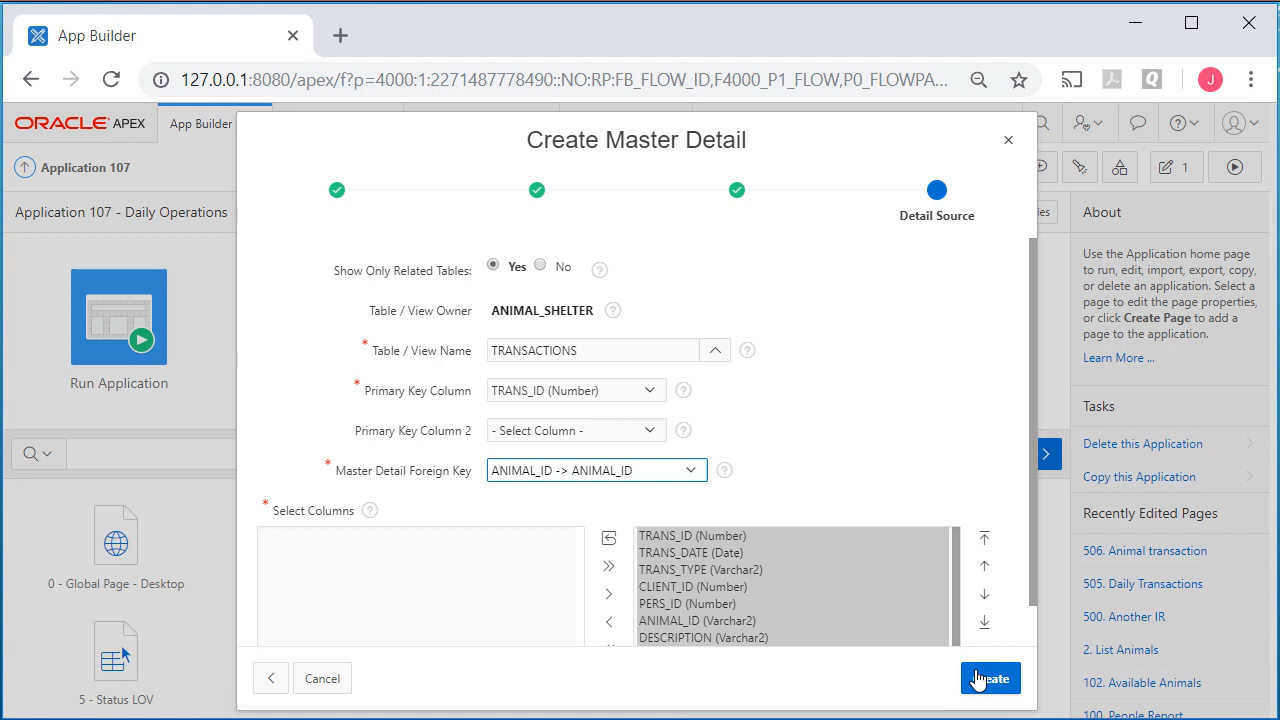 App Builder
127.0.0.1:8080/apex/f?p=4000:1:2271487778490::NO:RP:FB_FLOW_ID,F4000_P1_FLOW,P0_FLOWPA...
J
ORACLE APEX
App Builder
Application 107
1
Application 107 - Daily Operations
Run Application
0 - Global Page - Desktop
5 - Status LOV
Create Master Detail
Detail Source
Show Only Related Tables: Yes No
Table / View Owner ANIMAL_SHELTER
* Table / View Name TRANSACTIONS
* Primary Key Column TRANS_ID (Number)
Primary Key Column 2 - Select Column -
* Master Detail Foreign Key ANIMAL_ID -> ANIMAL_ID
* Select Columns
TRANS_ID (Number)
TRANS_DATE (Date)
TRANS_TYPE (Varchar2)
CLIENT_ID (Number)
PERS_ID (Number)
ANIMAL_ID (Varchar2)
DESCRIPTION (Varchar2)
Cancel
About
Use the Application home page
to run, edit, import, export, copy,
or delete an application. Select a
page to edit the page properties,
or click Create Page to add a
page to the application.
Learn More ...
Tasks
Delete this Application
Copy this Application
Recently Edited Pages
506. Animal transaction
505. Daily Transactions
500. Another IR
2. List Animals
102. Available Animals
100. People Report